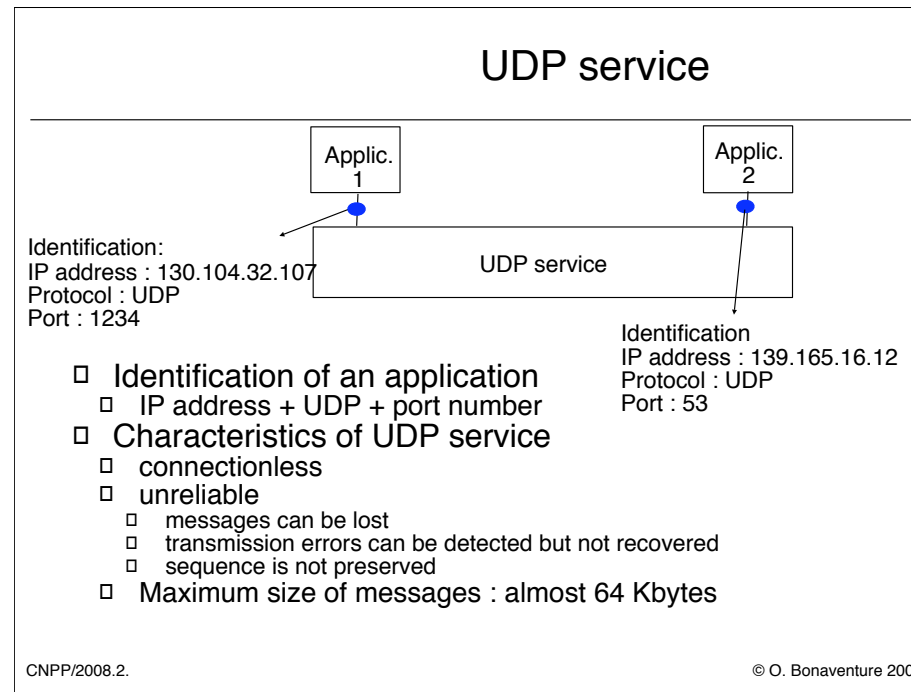 UDP service
Applic.
1
Applic.
2
UDP service
Identification:
IP address : 130.104.32.107
Protocol : UDP
Port : 1234
Identification
IP address : 139.165.16.12
Protocol : UDP
Port : 53
Identification of an application
IP address + UDP + port number
Characteristics of UDP service
connectionless
unreliable
messages can be lost
transmission errors can be detected but not recovered
sequence is not preserved
Maximum size of messages : almost 64 Kbytes
CNPP/2008.2.
© O. Bonaventure 200